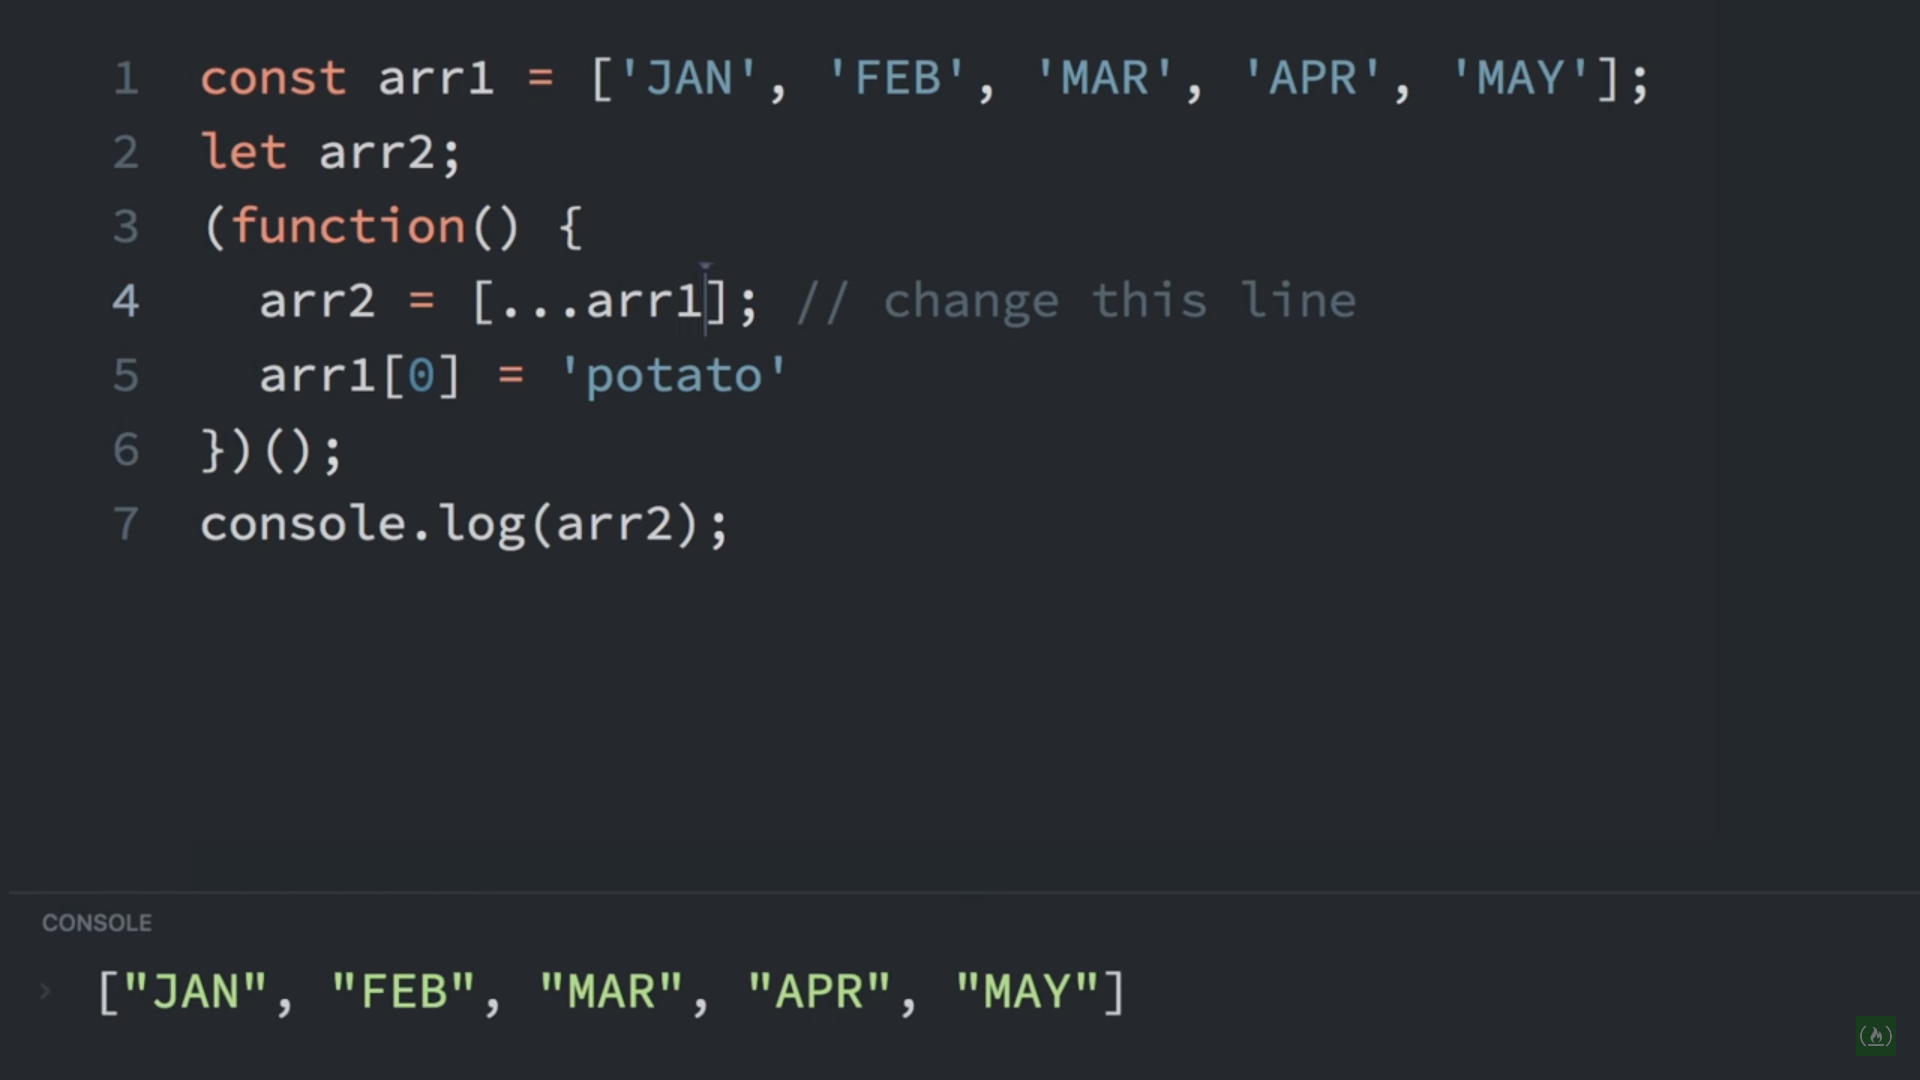 1 const arr1 = ['JAN', 'FEB', 'MAR', 'APR', 'MAY'];
2 let arr2;
3 (function() {
4   arr2 = [...arr1]; // change this line
5   arr1[0] = 'potato'
6 })();
7 console.log(arr2);
CONSOLE
› ["JAN", "FEB", "MAR", "APR", "MAY"]